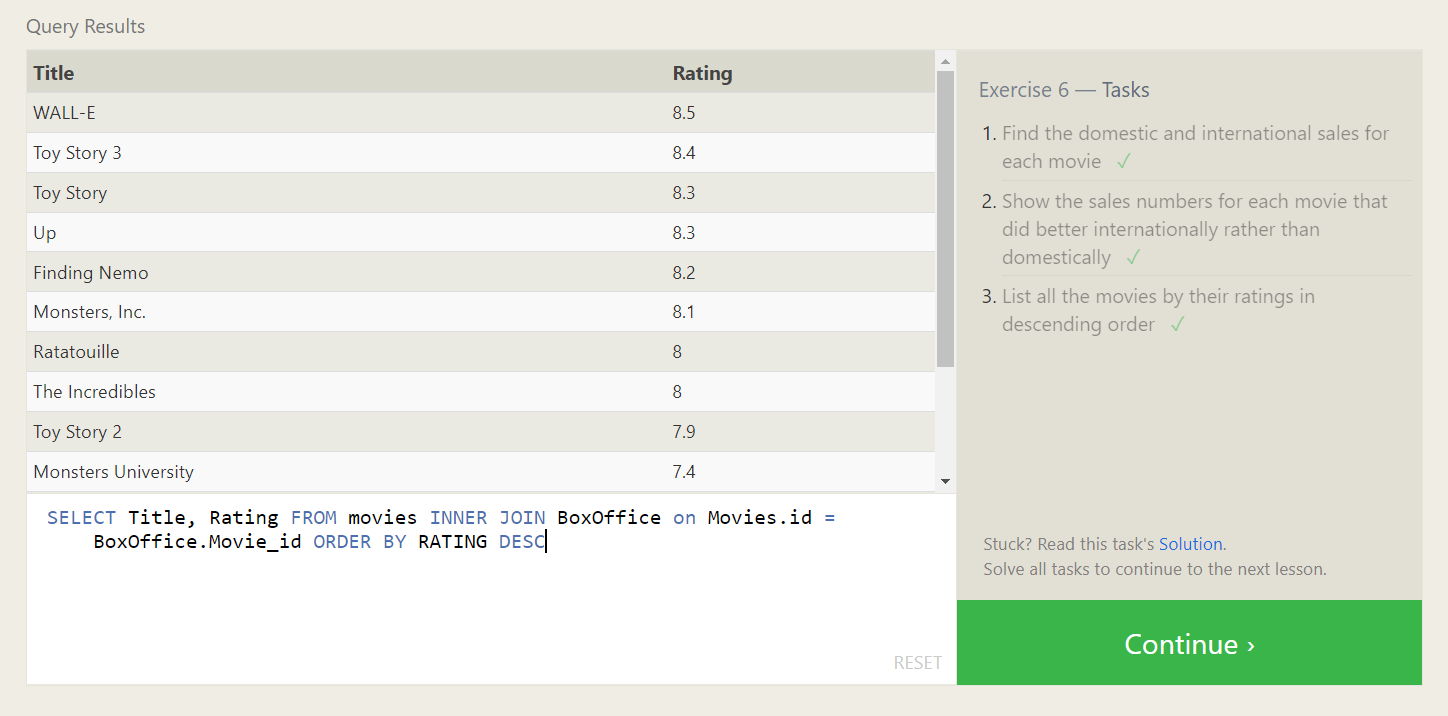 Query Results
Title Rating
WALL-E 8.5
Toy Story 3 8.4
Toy Story 8.3
Up 8.3
Finding Nemo 8.2
Monsters, Inc. 8.1
Ratatouille 8
The Incredibles 8
Toy Story 2 7.9
Monsters University 7.4
SELECT Title, Rating FROM movies INNER JOIN BoxOffice on Movies.id =
BoxOffice.Movie_id ORDER BY RATING DESC
RESET
Exercise 6 — Tasks
1. Find the domestic and international sales for
each movie ✓
2. Show the sales numbers for each movie that
did better internationally rather than
domestically ✓
3. List all the movies by their ratings in
descending order ✓
Stuck? Read this task's Solution.
Solve all tasks to continue to the next lesson.
Continue ›